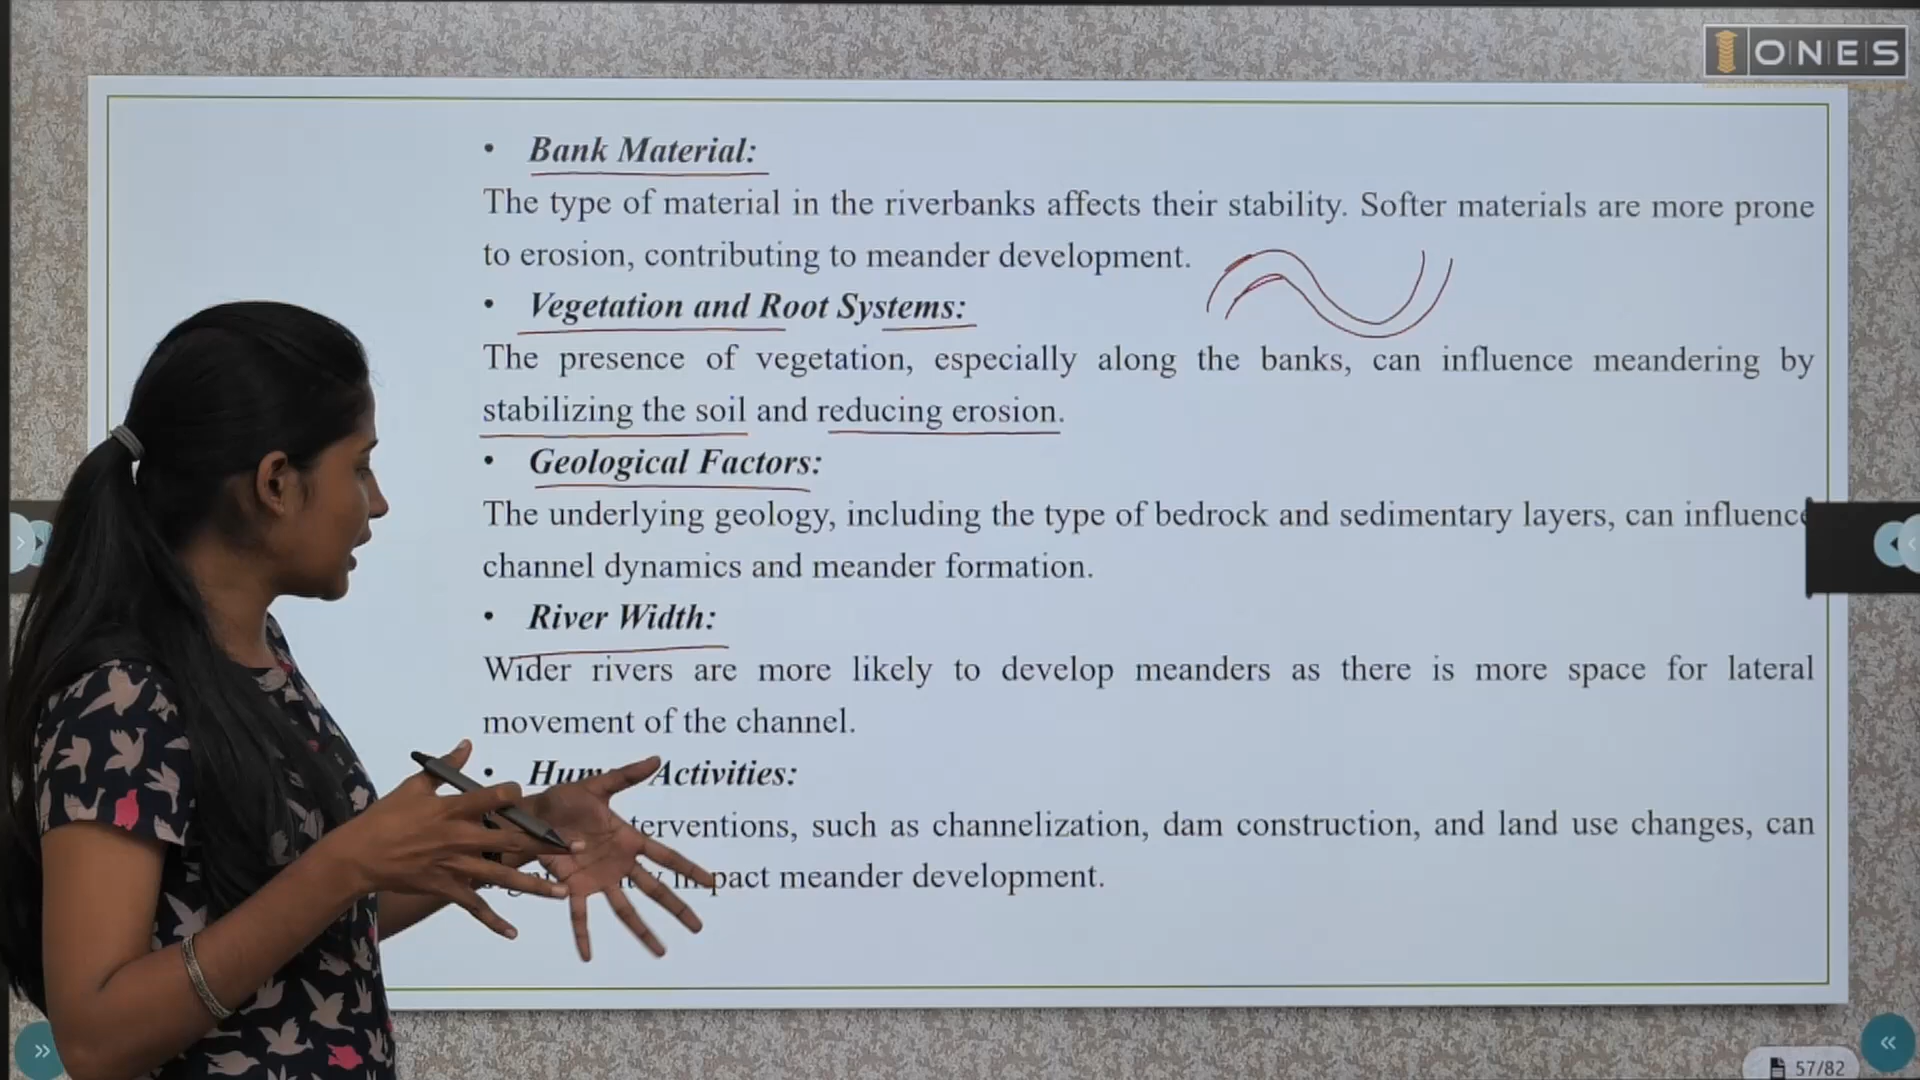 ONES
• Bank Material:
The type of material in the riverbanks affects their stability. Softer materials are more prone
to erosion, contributing to meander development.
• Vegetation and Root Systems:
The presence of vegetation, especially along the banks, can influence meandering by
stabilizing the soil and reducing erosion.
• Geological Factors:
The underlying geology, including the type of bedrock and sedimentary layers, can influence
channel dynamics and meander formation.
• River Width:
Wider rivers are more likely to develop meanders as there is more space for lateral
movement of the channel.
• Activities:
such as channelization, dam construction, and land use changes, can
meander development.
57/82